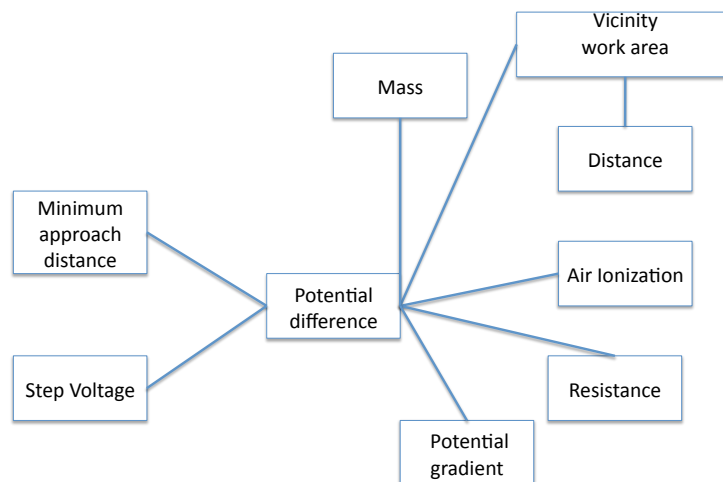 Vicinity
work area
Mass
Distance
Minimum
approach
distance
Air Ionization
Potential
difference
Step Voltage
Resistance
Potential
gradient